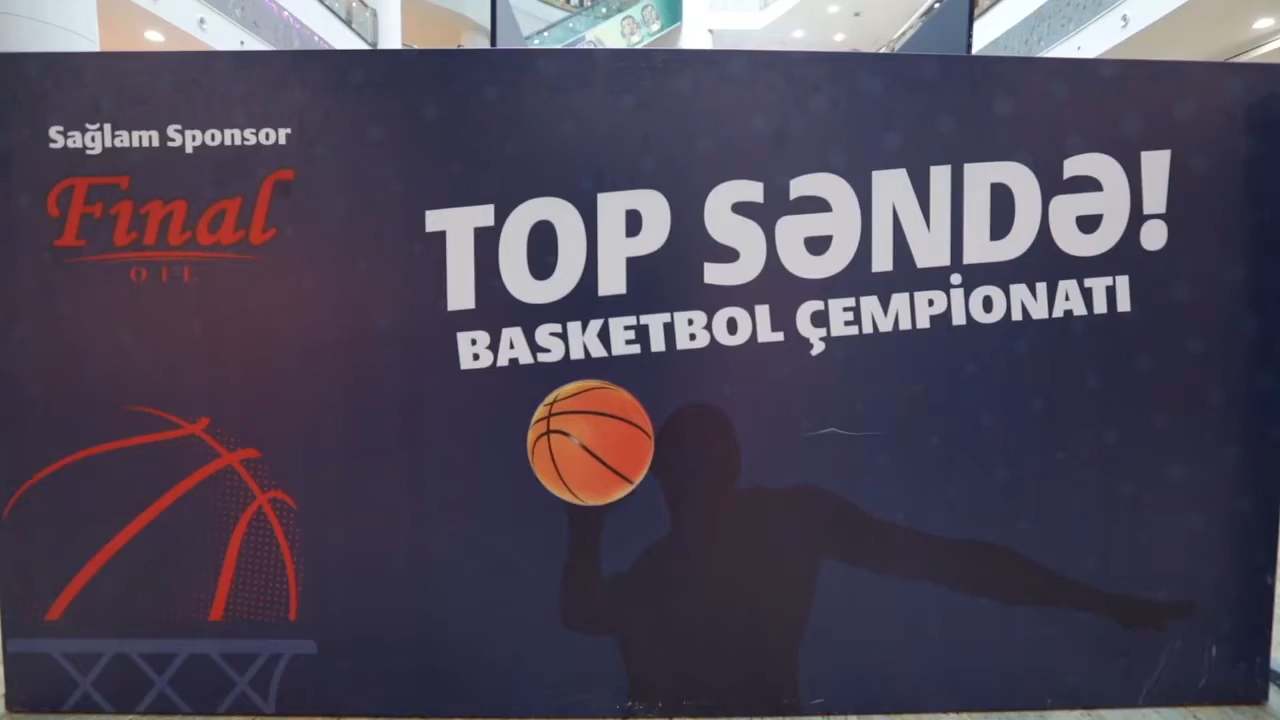 Sağlam Sponsor
Final
OIL
TOP SƏNDƏ!
BASKETBOL ÇEMPİONATI